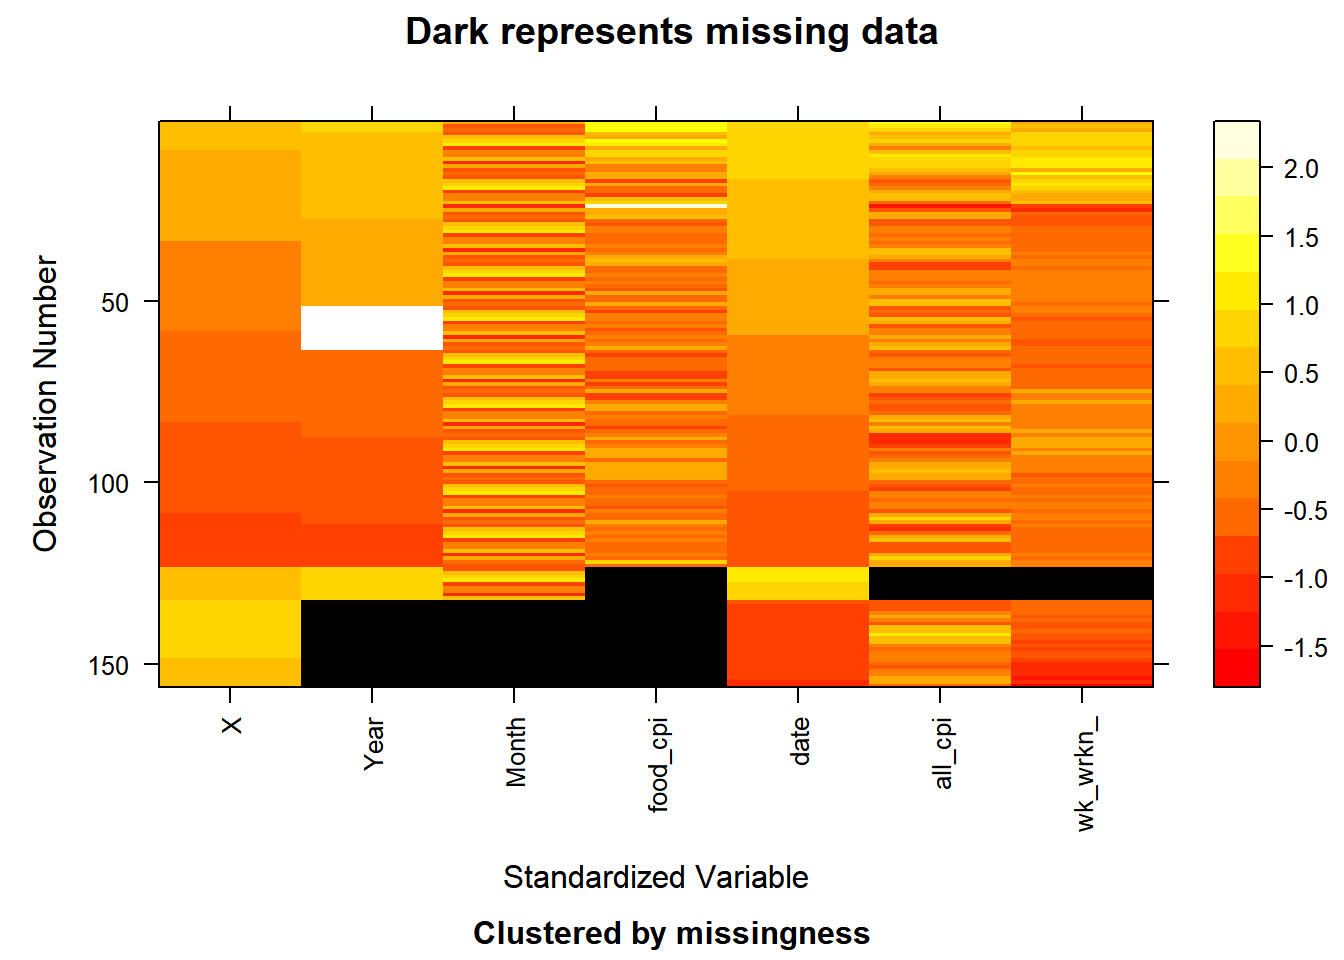 Dark represents missing data
Observation Number
50
100
150
2.0
1.5
1.0
0.5
0.0
-0.5
-1.0
-1.5
X
Year
Month
food_cpi
date
all_cpi
wk_wrkn_
Standardized Variable
Clustered by missingness